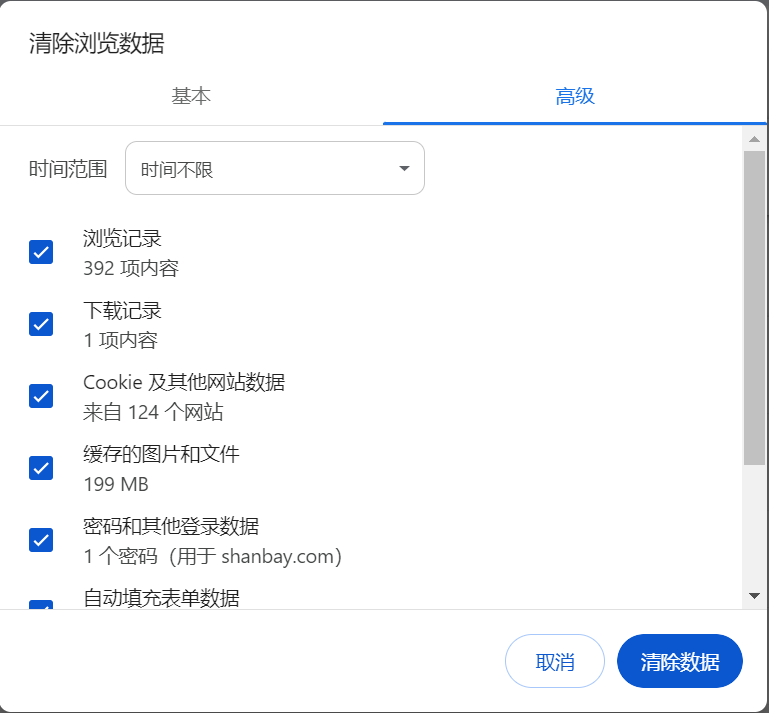 清除浏览数据
基本
高级
时间范围
时间不限
浏览记录
392 项内容
下载记录
1 项内容
Cookie 及其他网站数据
来自 124 个网站
缓存的图片和文件
199 MB
密码和其他登录数据
1 个密码（用于 shanbay.com）
自动填充表单数据
取消
清除数据